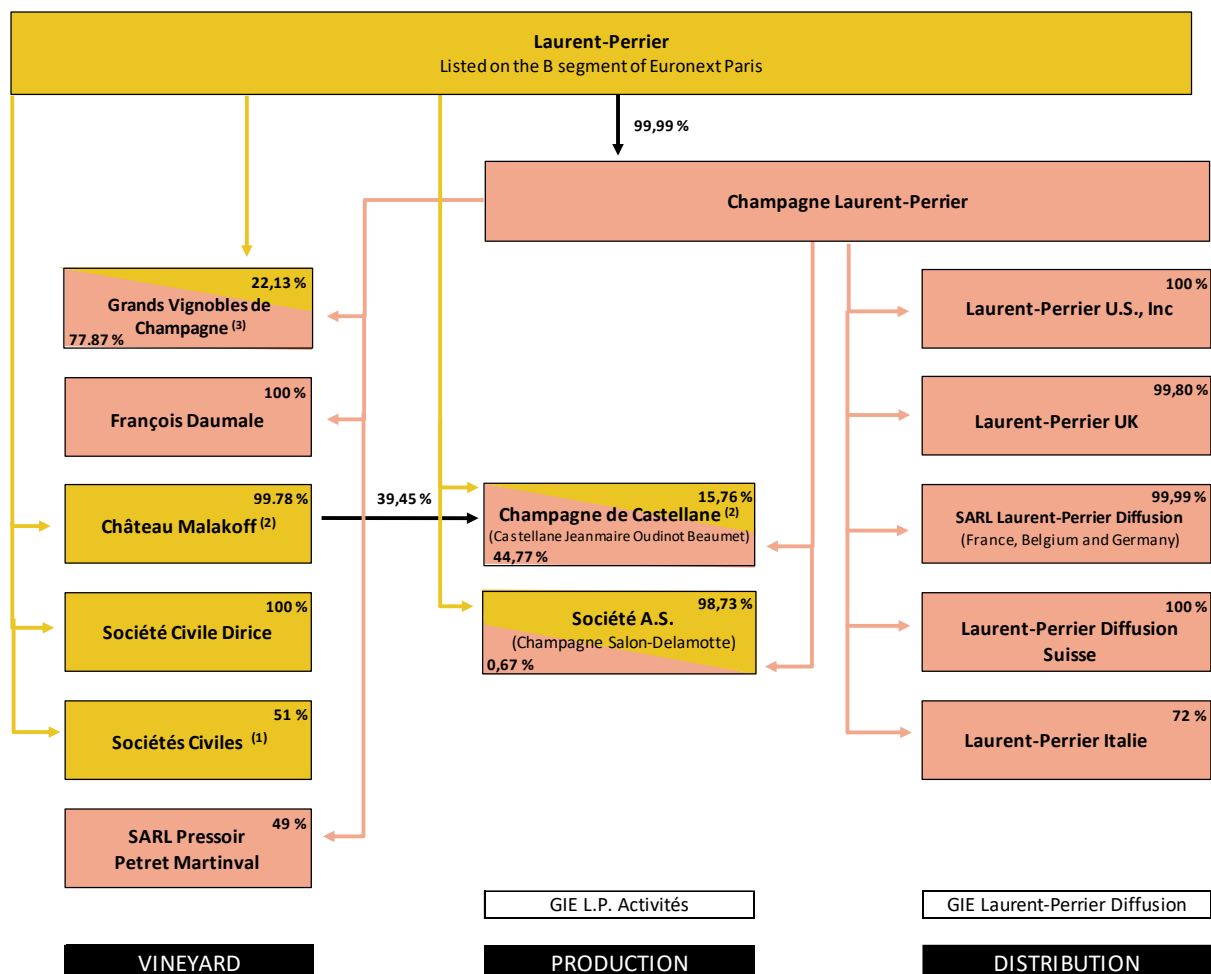 Laurent-Perrier
Listed on the B segment of Euronext Paris
99,99 %
Champagne Laurent-Perrier
22,13 %
Grands Vignobles de
Champagne (3)
77.87 %
100 %
François Daumale
99.78 %
Château Malakoff (2)
39,45 %
100 %
Société Civile Dirice
51 %
Sociétés Civiles (1)
49 %
SARL Pressoir
Petret Martinval
15,76 %
Champagne de Castellane (2)
(Castellane Jeanmaire Oudinot Beaumet)
44,77 %
98,73 %
Société A.S.
(Champagne Salon-Delamotte)
0,67 %
100 %
Laurent-Perrier U.S., Inc
99,80 %
Laurent-Perrier UK
99,99 %
SARL Laurent-Perrier Diffusion
(France, Belgium and Germany)
100 %
Laurent-Perrier Diffusion
Suisse
72 %
Laurent-Perrier Italie
GIE L.P. Activités
GIE Laurent-Perrier Diffusion
VINEYARD
PRODUCTION
DISTRIBUTION